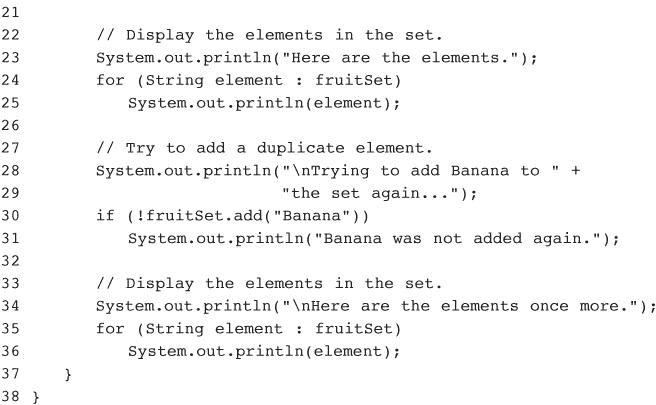 21
22 // Display the elements in the set.
23 System.out.println("Here are the elements.");
24 for (String element : fruitSet)
25 System.out.println(element);
26
27 // Try to add a duplicate element.
28 System.out.println("\nTrying to add Banana to " +
29 "the set again...");
30 if (!fruitSet.add("Banana"))
31 System.out.println("Banana was not added again.");
32
33 // Display the elements in the set.
34 System.out.println("\nHere are the elements once more.");
35 for (String element : fruitSet)
36 System.out.println(element);
37 }
38 }